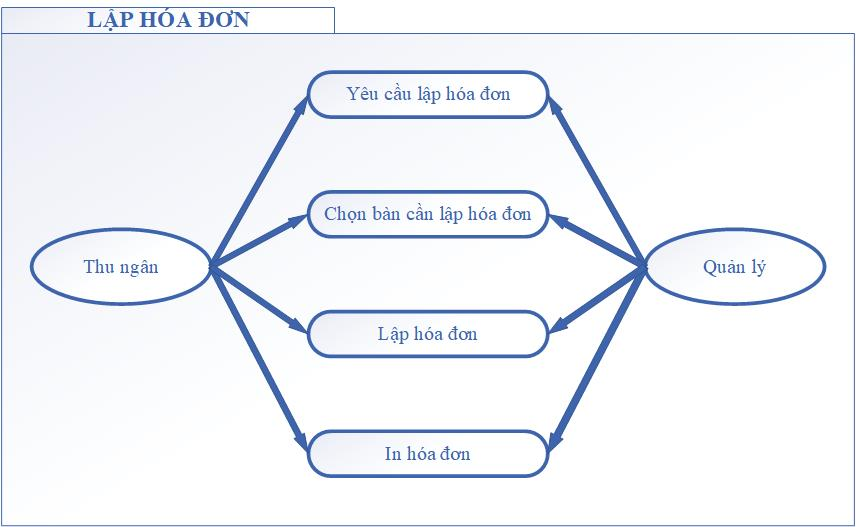 LẬP HÓA ĐƠN
Yêu cầu lập hóa đơn
Chọn bàn cần lập hóa đơn
Thu ngân
Quản lý
Lập hóa đơn
In hóa đơn